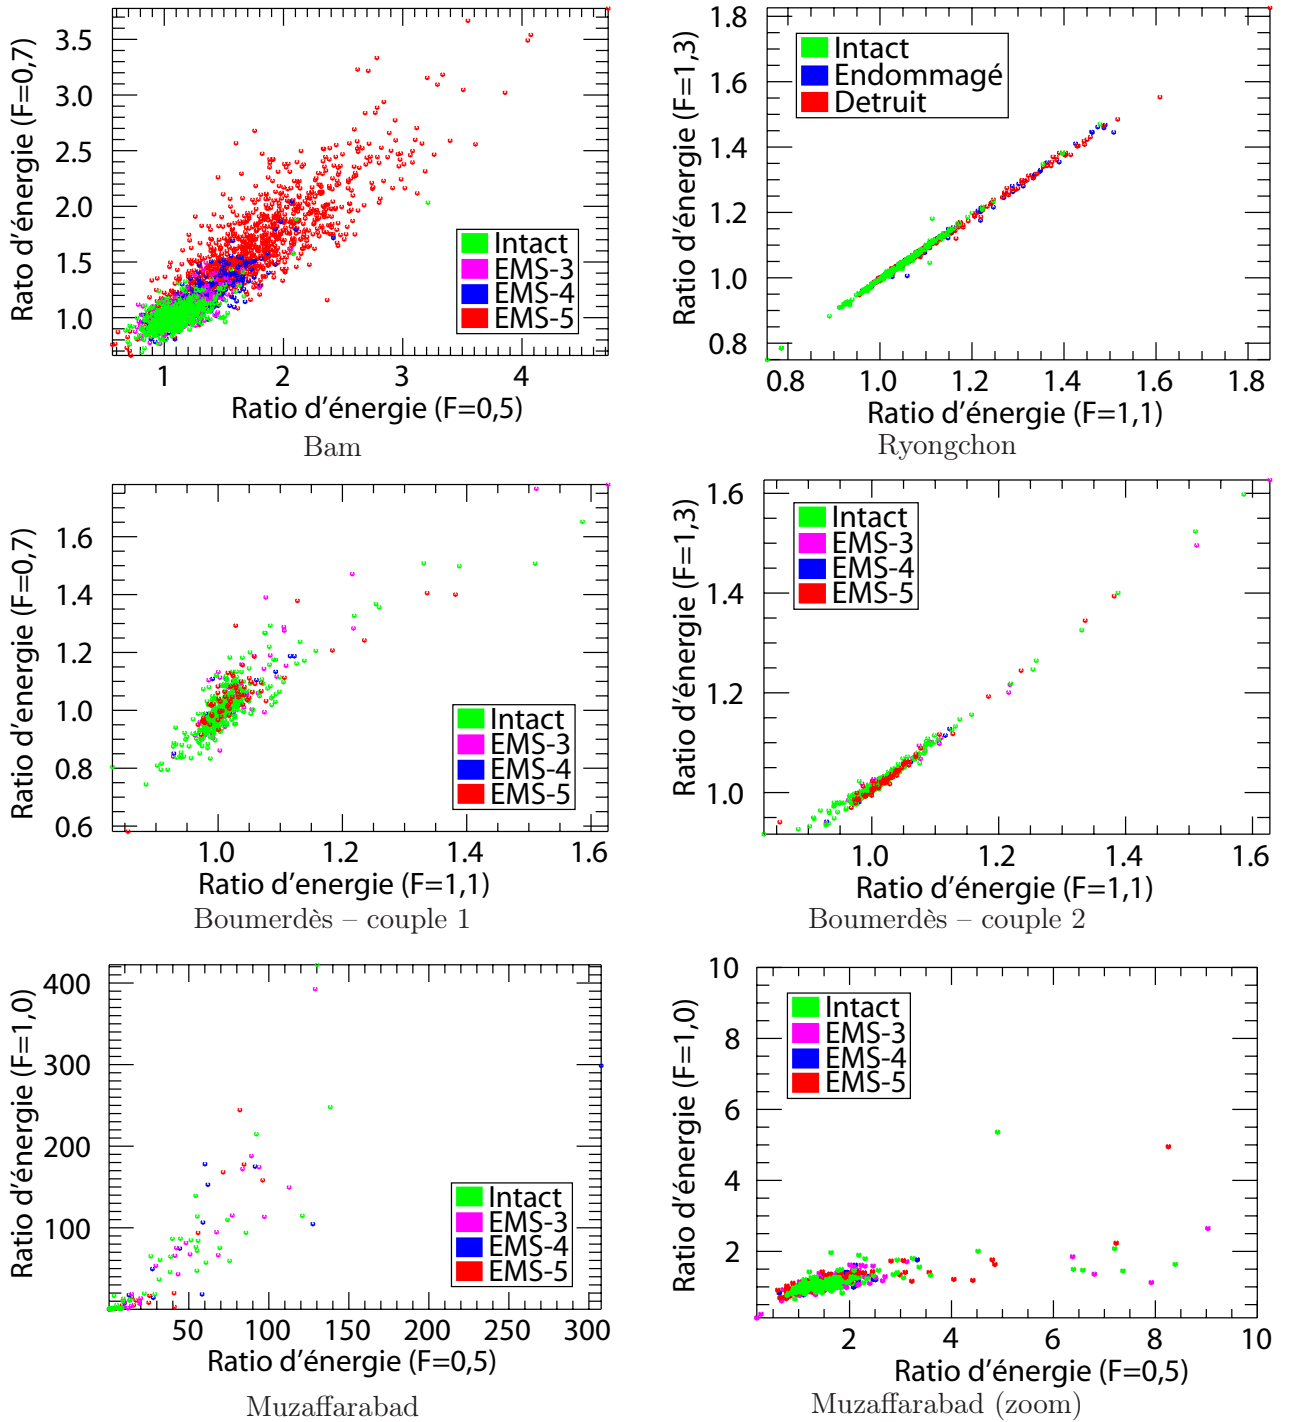 3.5
3.0
2.5
2.0
1.5
1.0
Rato d'énergie (F=0,7)
Intact
EMS-3
EMS-4
EMS-5
1 2 3 4
Ratio d'énergie (F=0,5)
Bam
1.8
1.6
1.4
1.2
1.0
0.8
Ratio d'énergie (F=1,3)
Intact
Endommagé
Detruit
0.8 1.0 1.2 1.4 1.6 1.8
Ratio d'énergie (F=1,1)
Ryongchon
1.6
1.4
1.2
1.0
0.8
0.6
Ratio d'energie (F=0,7)
Intact
EMS-3
EMS-4
EMS-5
1.0 1.2 1.4 1.6
Ratio d'energie (F=1,1)
Boumerdès – couple 1
1.6
1.4
1.2
1.0
Ratio d'énergie (F=1,3)
Intact
EMS-3
EMS-4
EMS-5
1.0 1.2 1.4 1.6
Ratio d'énergie (F=1,1)
Boumerdès – couple 2
400
300
200
100
Ratio d'énergie (F=1,0)
Intact
EMS-3
EMS-4
EMS-5
50 100 150 200 250 300
Ratio d'énergie (F=0,5)
Muzaffarabad
10
8
6
4
2
Ratio d'énergie (F=1,0)
Intact
EMS-3
EMS-4
EMS-5
2 4 6 8 10
Ratio d'énergie (F=0,5)
Muzaffarabad (zoom)